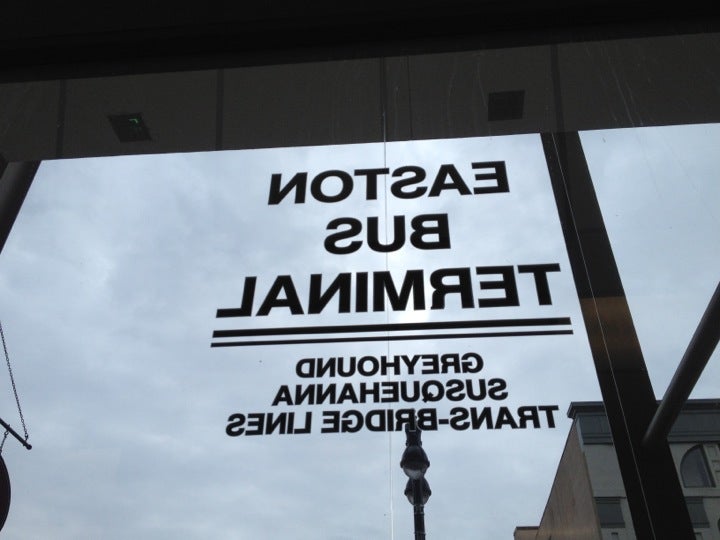 EASTON
BUS
TERMINAL
GREYHOUND
SUSQUEHANNA
TRANS-BRIDGE LINES